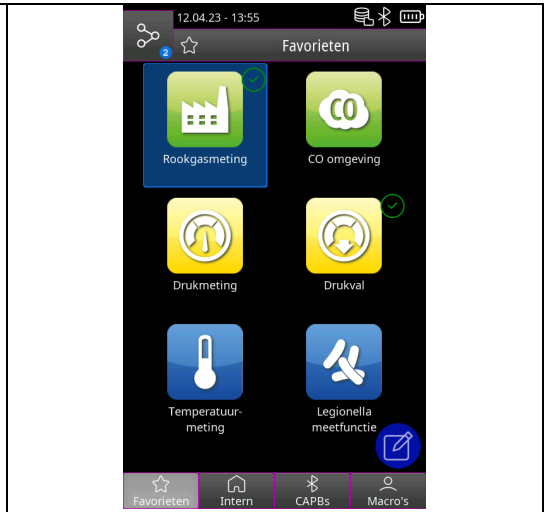 12.04.23 - 13:55
2
Favorieten
CO
Rookgasmeting
CO omgeving
Drukmeting
Drukval
Temperatuur-
meting
Legionella
meetfunctie
Favorieten
Intern
CAPBs
Macro's